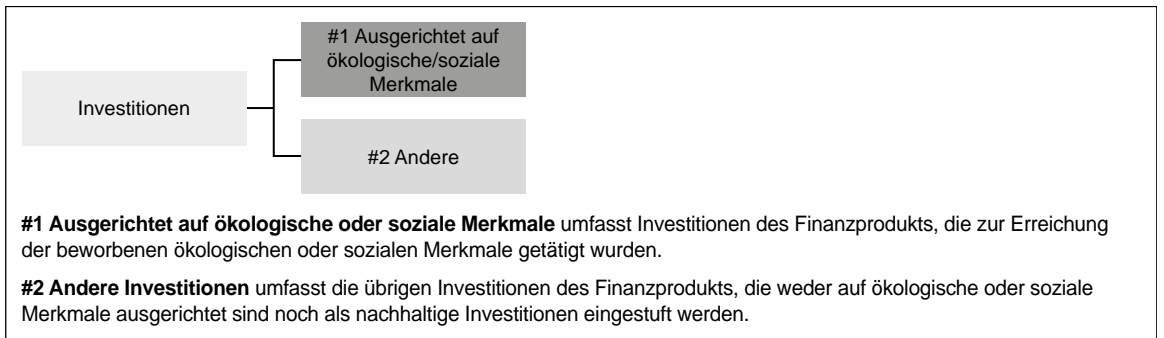 #1 Ausgerichtet auf
ökologische/soziale
Merkmale
Investitionen
#2 Andere
#1 Ausgerichtet auf ökologische oder soziale Merkmale umfasst Investitionen des Finanzprodukts, die zur Erreichung
der beworbenen ökologischen oder sozialen Merkmale getätigt wurden.
#2 Andere Investitionen umfasst die übrigen Investitionen des Finanzprodukts, die weder auf ökologische oder soziale
Merkmale ausgerichtet sind noch als nachhaltige Investitionen eingestuft werden.